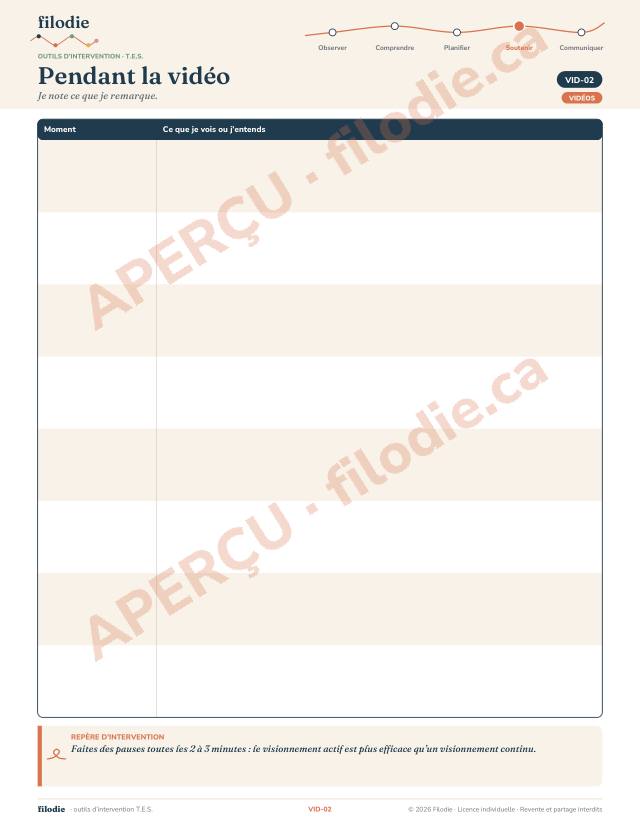 filodie
OUTILS D'INTERVENTION · T.E.S.
Pendant la vidéo
Je note ce que je remarque.
Observer Comprendre Planifier Soutenir Communiquer
VID-02
VIDÉOS
Moment Ce que je vois ou j'entends
APERÇU · filodie.ca
APERÇU · filodie.ca
REPÈRE D'INTERVENTION
Faites des pauses toutes les 2 à 3 minutes : le visionnement actif est plus efficace qu'un visionnement continu.
filodie · outils d'intervention T.E.S. VID-02 © 2026 Filodie · Licence individuelle · Revente et partage interdits